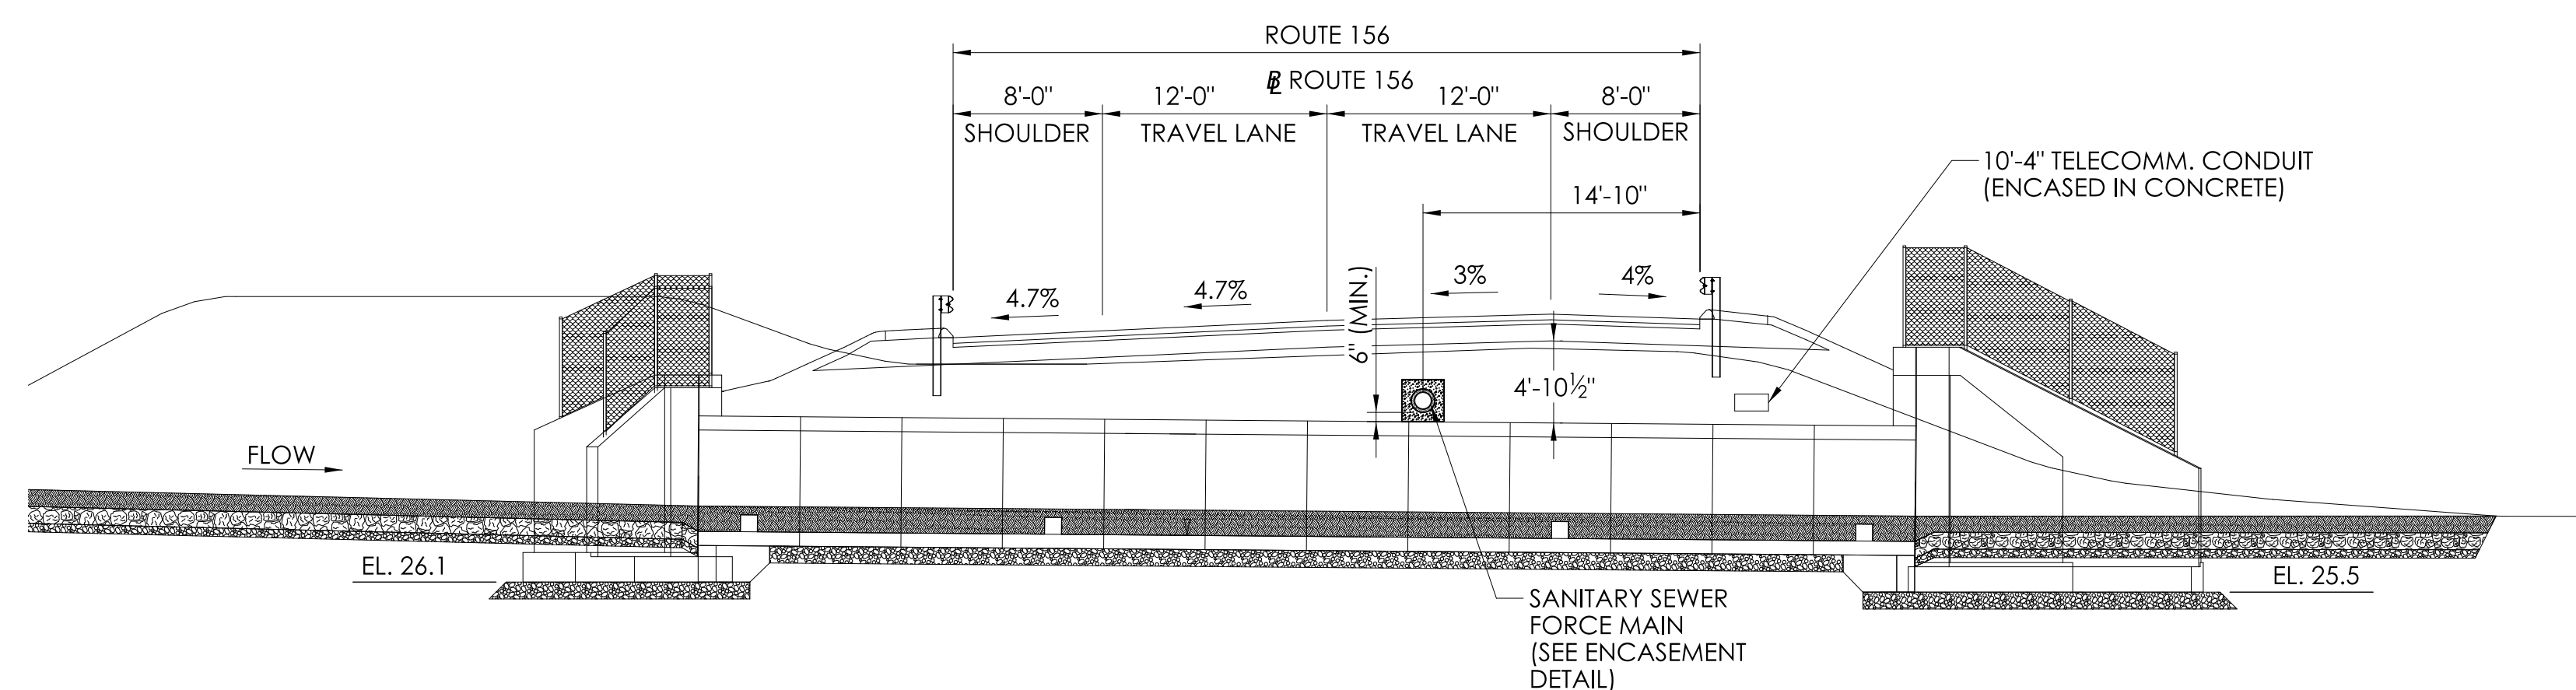 ROUTE 156
ROUTE 156
8'-0" 12'-0" 12'-0" 8'-0"
SHOULDER TRAVEL LANE TRAVEL LANE SHOULDER
10'-4" TELECOMM. CONDUIT
(ENCASED IN CONCRETE)
14'-10"
4.7% 4.7% 3% 4%
6" (MIN.)
4'-10½"
FLOW
EL. 26.1
EL. 25.5
SANITARY SEWER
FORCE MAIN
(SEE ENCASEMENT
DETAIL)